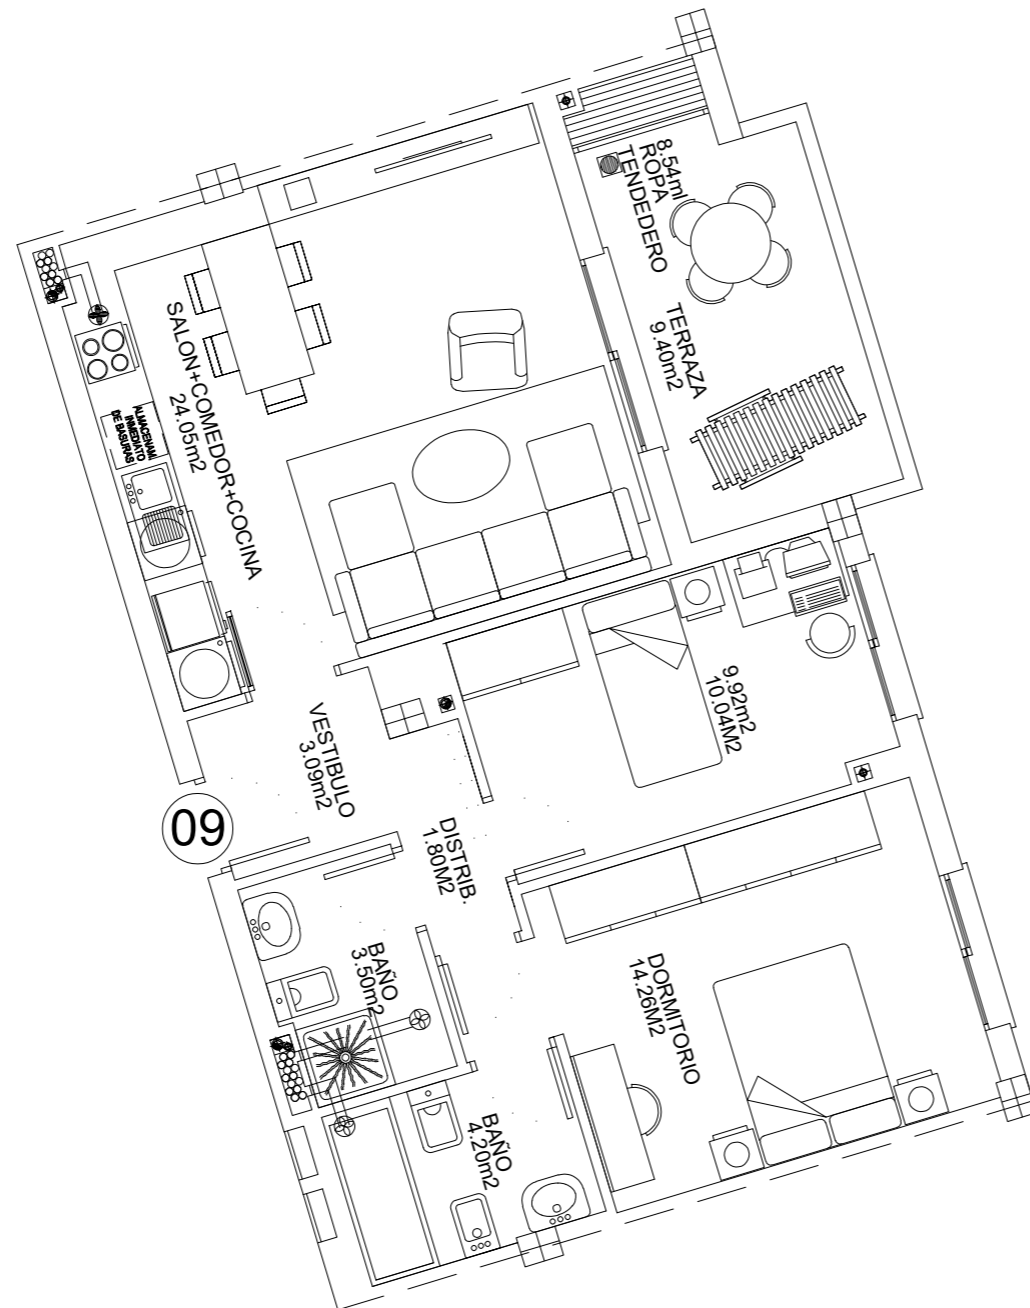 8.54ml
ROPA
TENDEDERO
TERRAZA
9.40m2
SALON+COMEDOR+COCINA
24.05m2
ALMACENAM
INMEDIATO
DE BASURAS
9.92m2
10.04M2
VESTIBULO
3.09m2
09
DISTRIB.
1.80M2
BAÑO
3.50m2
DORMITORIO
14.26M2
BAÑO
4.20m2